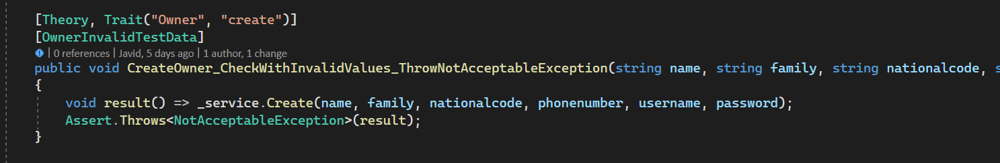 [Theory, Trait("Owner", "create")]
[OwnerInvalidTestData]
| 0 references | Javid, 5 days ago | 1 author, 1 change
public void CreateOwner_CheckWithInvalidValues_ThrowNotAcceptableException(string name, string family, string nationalcode,
{
void result() => _service.Create(name, family, nationalcode, phonenumber, username, password);
Assert.Throws<NotAcceptableException>(result);
}